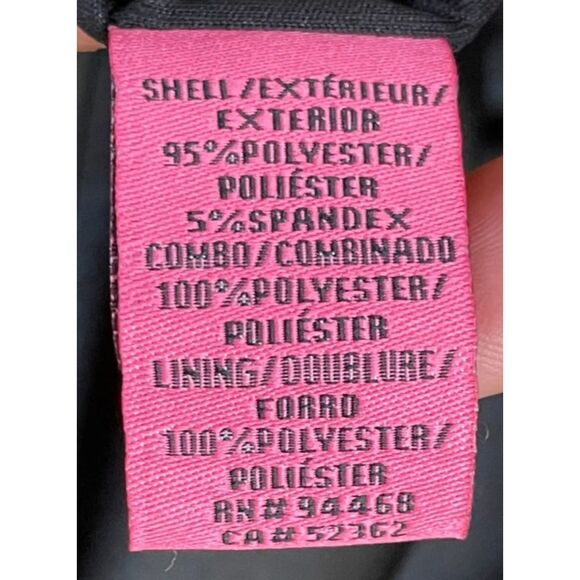 SHELL/EXTÉRIEUR/
EXTERIOR
95%POLYESTER/
POLIÉSTER
5%SPANDEX
COMBO/COMBINADO
100%POLYESTER/
POLIÉSTER
LINING/DOUBLURE/
FORRO
100%POLYESTER/
POLIÉSTER
RN# 94468
CA# 52362